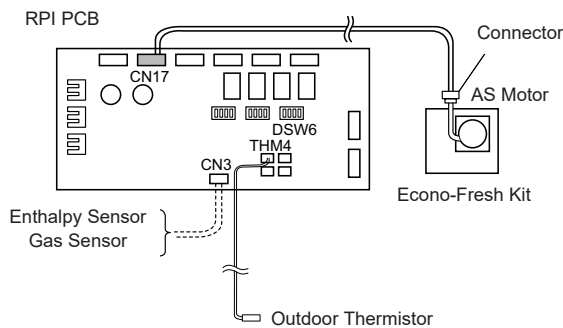 RPI PCB
Connector
CN17
AS Motor
DSW6
THM4
CN3
Econo-Fresh Kit
Enthalpy Sensor
Gas Sensor
Outdoor Thermistor